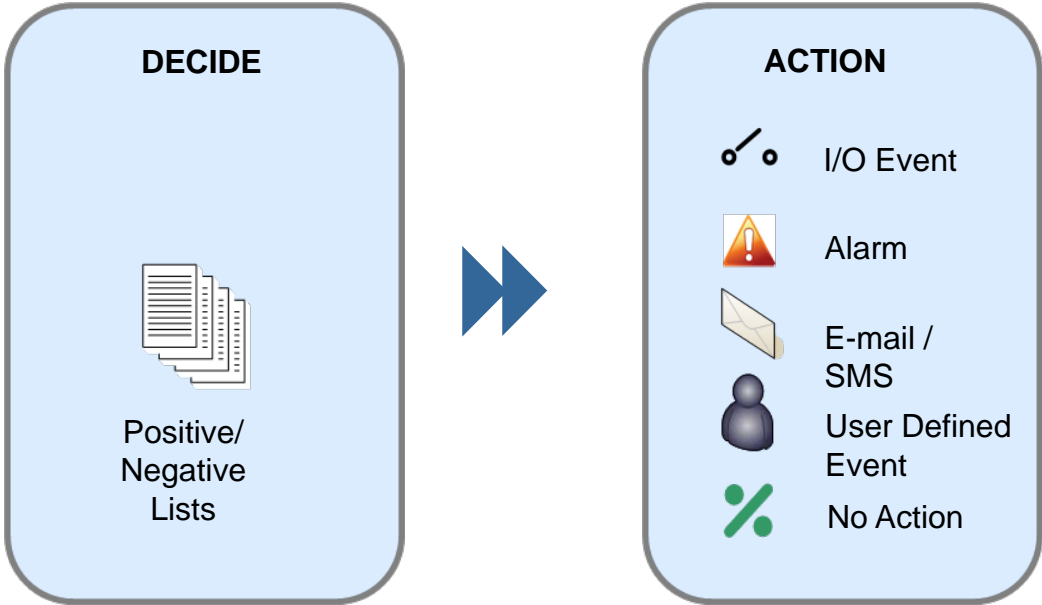 DECIDE
Positive/
Negative
Lists
ACTION
I/O Event
Alarm
E-mail /
SMS
User Defined
Event
No Action